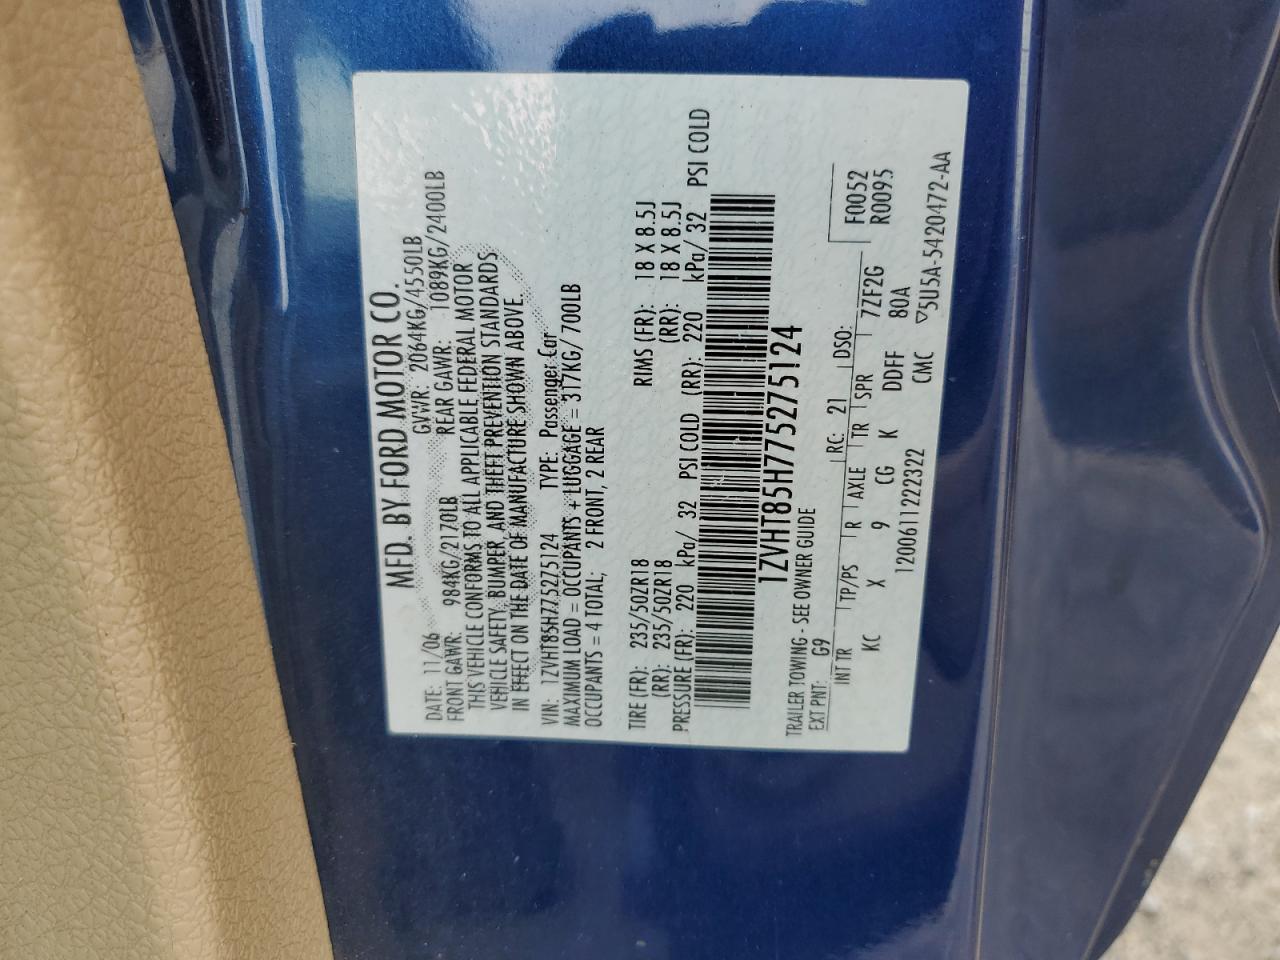 MFD. BY FORD MOTOR CO.
DATE: 11/06 GVWR: 2064KG/4550LB
FRONT GAWR: 984KG/2170LB REAR GAWR: 1089KG/2400LB
THIS VEHICLE CONFORMS TO ALL APPLICABLE FEDERAL MOTOR
VEHICLE SAFETY, BUMPER, AND THEFT PREVENTION STANDARDS
IN EFFECT ON THE DATE OF MANUFACTURE SHOWN ABOVE.
VIN: 1ZVHT85H775275124 TYPE: Passenger Car
MAXIMUM LOAD = OCCUPANTS + LUGGAGE = 317KG/700LB
OCCUPANTS = 4 TOTAL; 2 FRONT, 2 REAR
TIRE (FR): 235/50ZR18 RIMS (FR): 18 X 8.5J
(RR): 235/50ZR18 (RR): 18 X 8.5J
PRESSURE (FR): 220 kPa/ 32 PSI COLD (RR): 220 kPa/ 32 PSI COLD
1ZVHT85H775275124
TRAILER TOWING - SEE OWNER GUIDE
EXT PNT: G9 RC: 21 DSO: F0052
INT TR TP/PS R AXLE TR SPR 7ZF2G R0095
KC X 9 CG K DDFF 80A
1200611222322 CMC ▽5U5A-5420472-AA